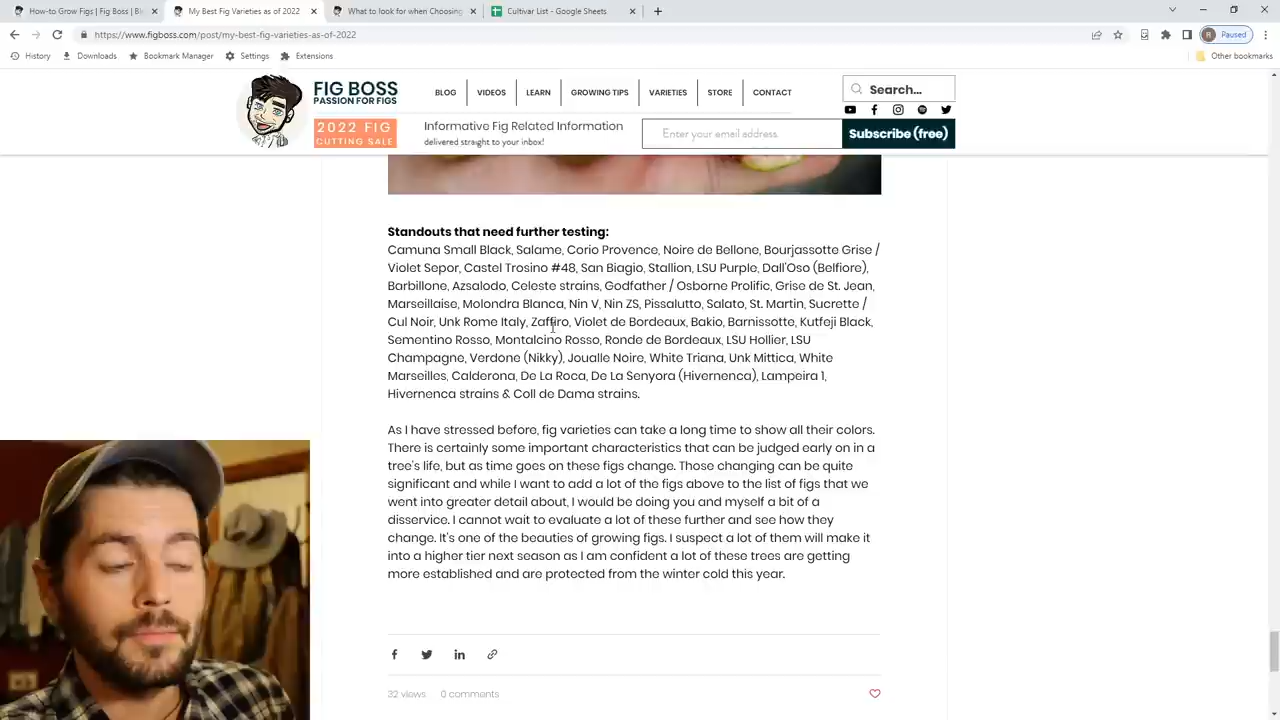 How-to Grow Figs | Fig Boss | Bl
My Best Fig Varieties as of 2022
What to look for when Choosing
Cultivar List - Google Sheets
https://www.figboss.com/post/my-best-fig-varieties-as-of-2022
R Paused
History
Downloads
Bookmark Manager
Settings
Extensions
Other bookmarks
FIG BOSS
PASSION FOR FIGS
BLOG
VIDEOS
LEARN
GROWING TIPS
VARIETIES
STORE
CONTACT
Search...
2022 FIG
CUTTING SALE
Informative Fig Related Information
delivered straight to your inbox!
Enter your email address.
Subscribe (free)
Standouts that need further testing:
Camuna Small Black, Salame, Corio Provence, Noire de Bellone, Bourjassotte Grise /
Violet Sepor, Castel Trosino #48, San Biagio, Stallion, LSU Purple, Dall'Oso (Belfiore),
Barbillone, Azsalodo, Celeste strains, Godfather / Osborne Prolific, Grise de St. Jean,
Marseillaise, Molondra Blanca, Nin V, Nin ZS, Pissalutto, Salato, St. Martin, Sucrette /
Cul Noir, Unk Rome Italy, Zaffiro, Violet de Bordeaux, Bakio, Barnissotte, Kutfeji Black,
Sementino Rosso, Montalcino Rosso, Ronde de Bordeaux, LSU Hollier, LSU
Champagne, Verdone (Nikky), Joualle Noire, White Triana, Unk Mittica, White
Marseilles, Calderona, De La Roca, De La Senyora (Hivernenca), Lampeira 1,
Hivernenca strains & Coll de Dama strains.
As I have stressed before, fig varieties can take a long time to show all their colors.
There is certainly some important characteristics that can be judged early on in a
tree's life, but as time goes on these figs change. Those changing can be quite
significant and while I want to add a lot of the figs above to the list of figs that we
went into greater detail about, I would be doing you and myself a bit of a
disservice. I cannot wait to evaluate a lot of these further and see how they
change. It's one of the beauties of growing figs. I suspect a lot of them will make it
into a higher tier next season as I am confident a lot of these trees are getting
more established and are protected from the winter cold this year.
32 views
0 comments